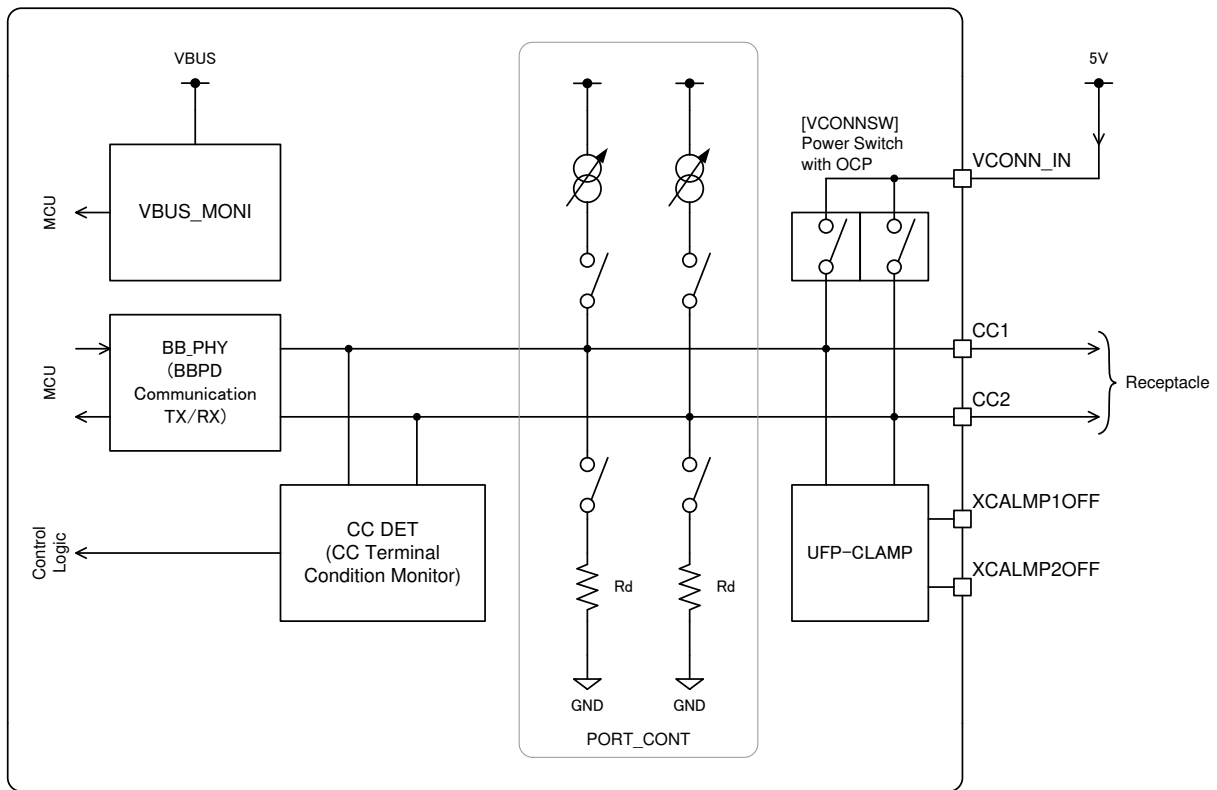 VBUS
5V
[VCONNSW]
Power Switch
with OCP
VCONN_IN
MCU
VBUS_MONI
MCU
BB_PHY
(BBPD
Communication
TX/RX)
CC1
CC2
Receptacle
Control
Logic
CC DET
(CC Terminal
Condition Monitor)
Rd
Rd
UFP-CLAMP
XCALMP1OFF
XCALMP2OFF
GND
GND
PORT_CONT